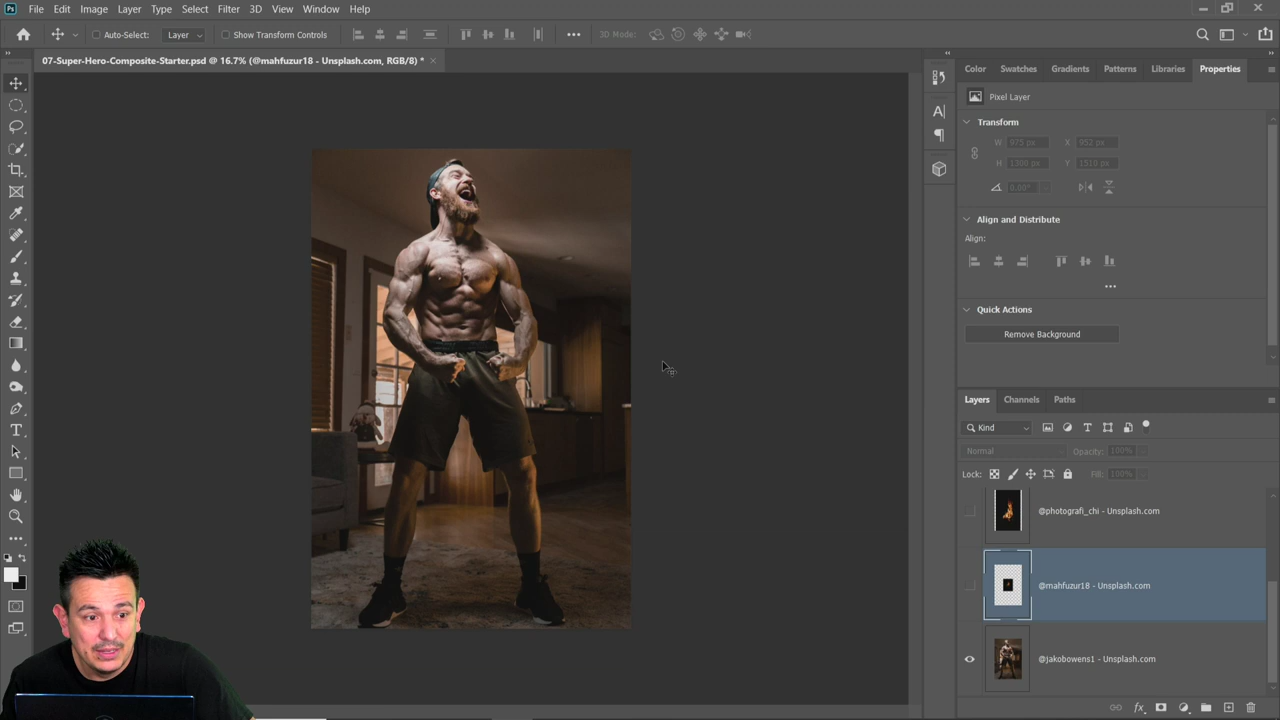 Ps File Edit Image Layer Type Select Filter 3D View Window Help
Auto-Select: Layer Show Transform Controls 3D Mode:
07-Super-Hero-Composite-Starter.psd @ 16.7% (@mahfuzur18 - Unsplash.com, RGB/8) *
Color Swatches Gradients Patterns Libraries Properties
Pixel Layer
Transform
W 975 px X 952 px
H 1300 px Y 1510 px
0.00°
Align and Distribute
Align:
Quick Actions
Remove Background
Layers Channels Paths
Kind
Normal Opacity: 100%
Lock: Fill: 100%
@photografi_chi - Unsplash.com
@mahfuzur18 - Unsplash.com
@jakobowens1 - Unsplash.com